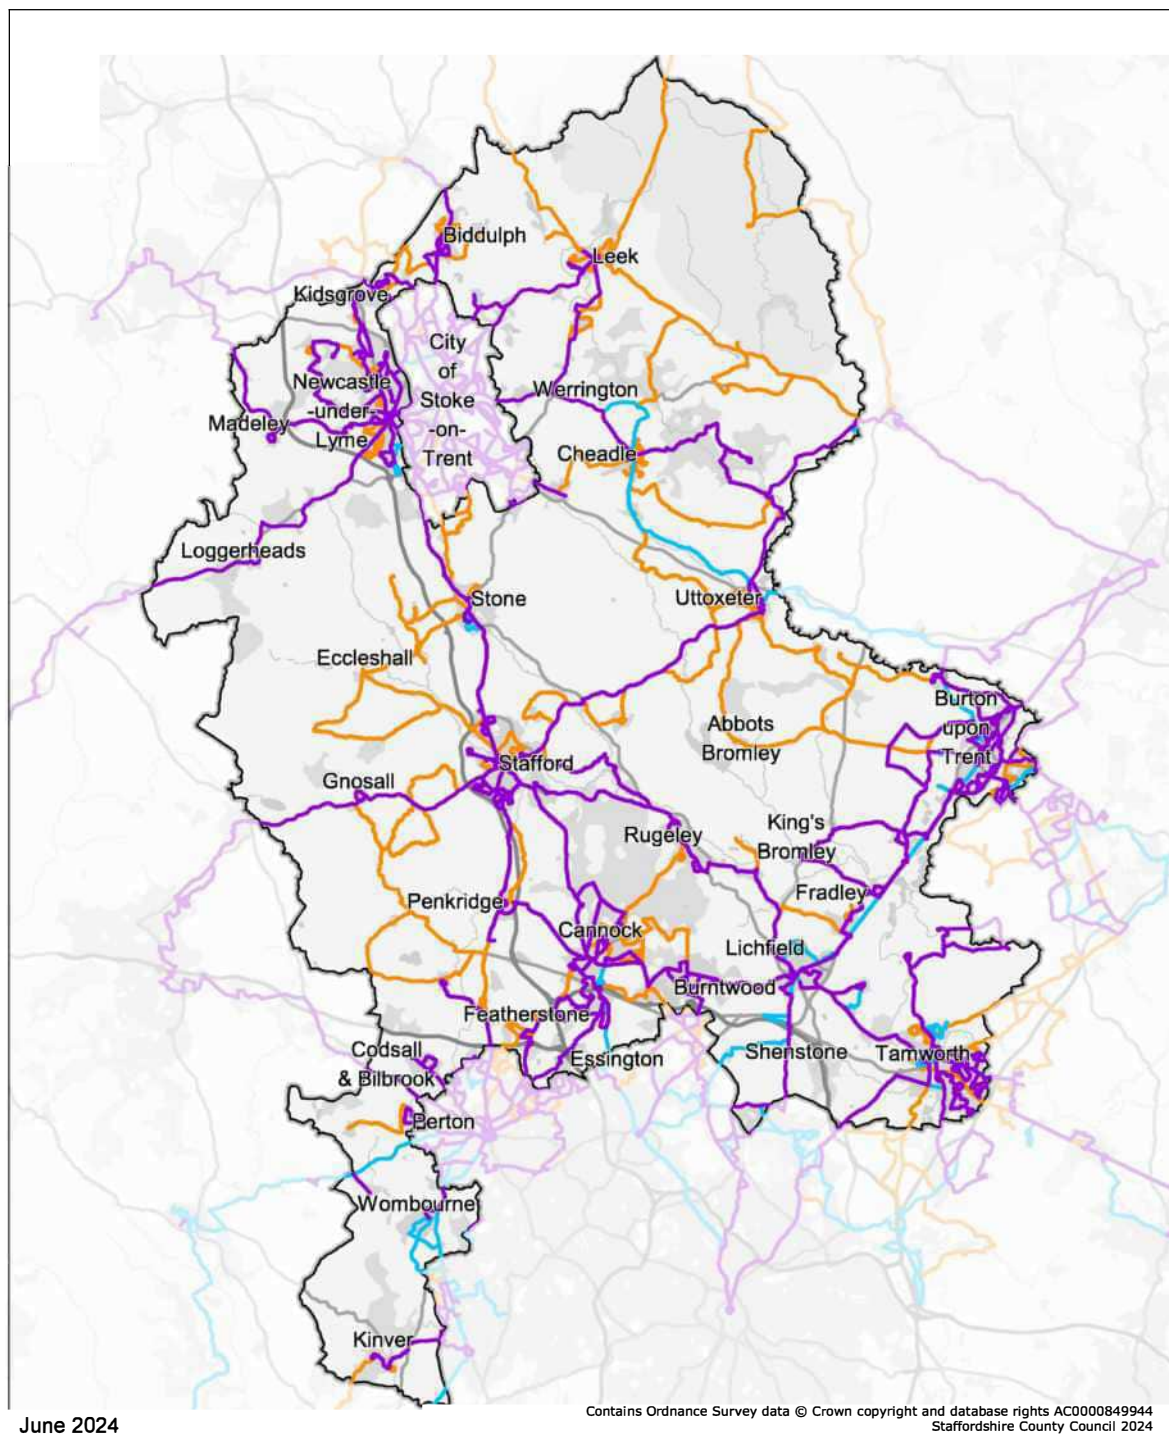 Biddulph
Leek
Kidsgrove
City
of
Stoke
-on-
Trent
Newcastle
-under-
Lyme
Werrington
Madeley
Cheadle
Loggerheads
Stone
Uttoxeter
Eccleshall
Burton
upon
Trent
Abbots
Bromley
Stafford
Gnosall
Rugeley
King's
Bromley
Fradley
Penkridge
Cannock
Lichfield
Burntwood
Featherstone
Essington
Shenstone
Tamworth
Codsall
& Bilbrook
Perton
Wombourne
Kinver
June 2024
Contains Ordnance Survey data © Crown copyright and database rights AC0000849944
Staffordshire County Council 2024